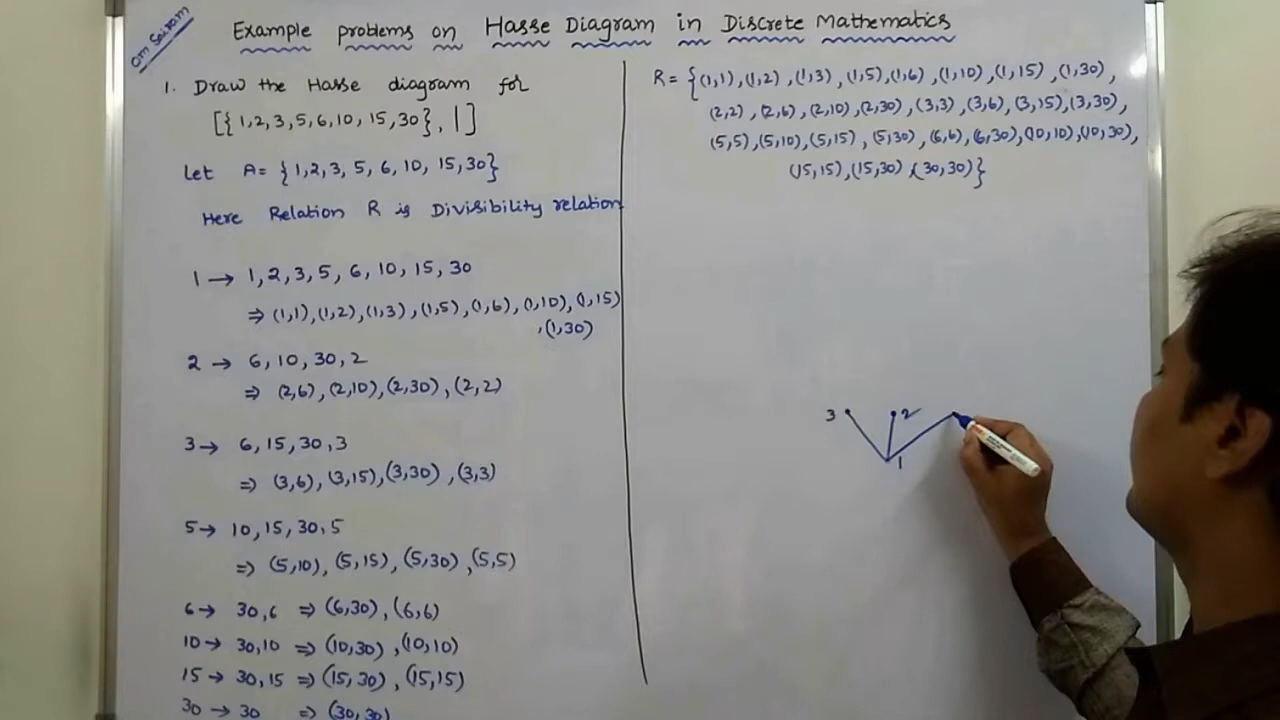 Om Sairam
Example problems on Hasse Diagram in Discrete Mathematics
1. Draw the Hasse diagram for
[{1,2,3,5,6,10, 15,30}, |]
Let A= {1,2,3, 5, 6, 10, 15,30}
Here Relation R is Divisibility relation
1 → 1,2,3,5, 6, 10, 15, 30
⇒ (1,1),(1,2),(1,3),(1,5),(1,6),(1,10),(1,15)
,(1,30)
2 → 6, 10, 30, 2
⇒ (2,6), (2,10),(2,30), (2,2)
3 → 6, 15, 30, 3
⇒ (3,6), (3,15),(3,30), (3,3)
5 → 10, 15, 30, 5
⇒ (5,10), (5,15), (5,30), (5,5)
6 → 30,6 ⇒ (6,30), (6,6)
10 → 30,10 ⇒ (10,30), (10,10)
15 → 30,15 ⇒ (15,30), (15,15)
30 → 30 ⇒ (30,30)
R= {(1,1),(1,2),(1,3),(1,5),(1,6),(1,10),(1,15),(1,30),
(2,2),(2,6),(2,10),(2,30),(3,3),(3,6),(3,15),(3,30),
(5,5),(5,10),(5,15),(5,30),(6,6),(6,30),(10,10),(10,30),
(15,15),(15,30),(30,30)}
3 2
1